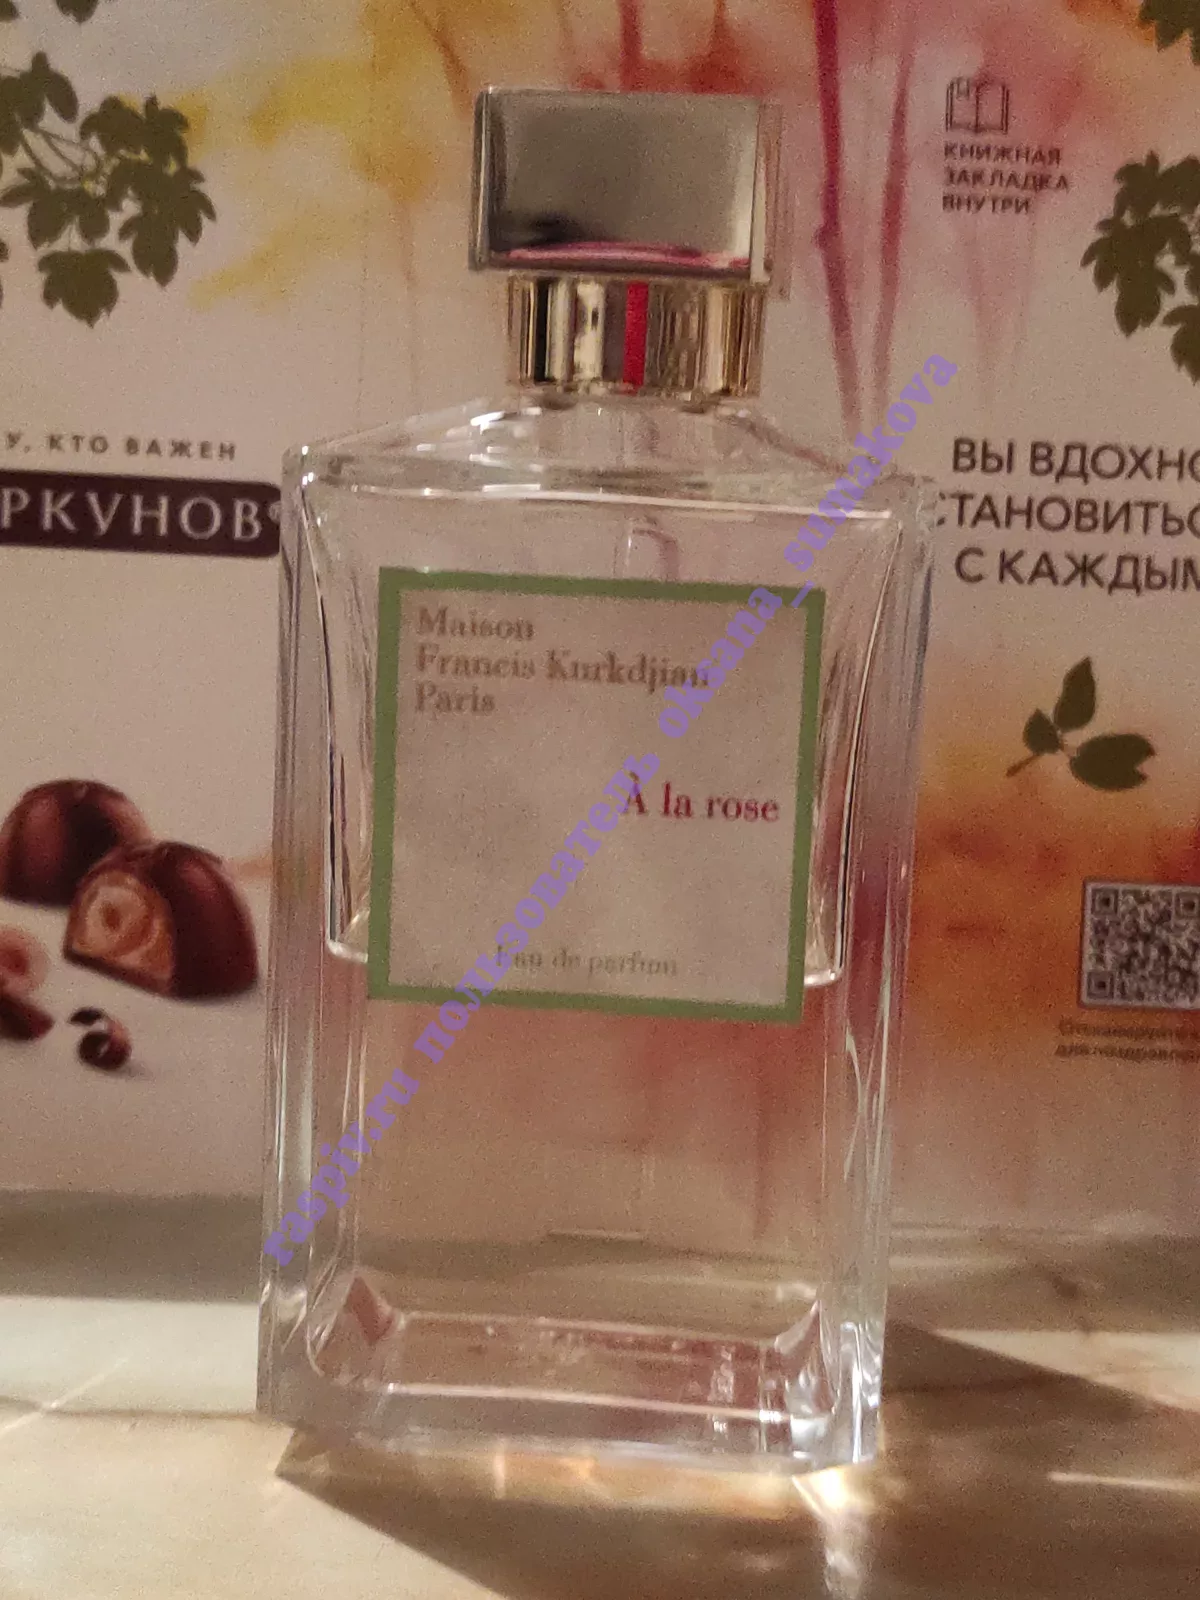 КНИЖНАЯ
ЗАКЛАДКА
ВНУТРИ
У, КТО ВАЖЕН
РКУНОВ®
ВЫ ВДОХНО
СТАНОВИТЬС
С КАЖДЫМ
Maison
Francis Kurkdjian
Paris
À la rose
Eau de parfum
raspiv.ru пользователь oksana_sumakova